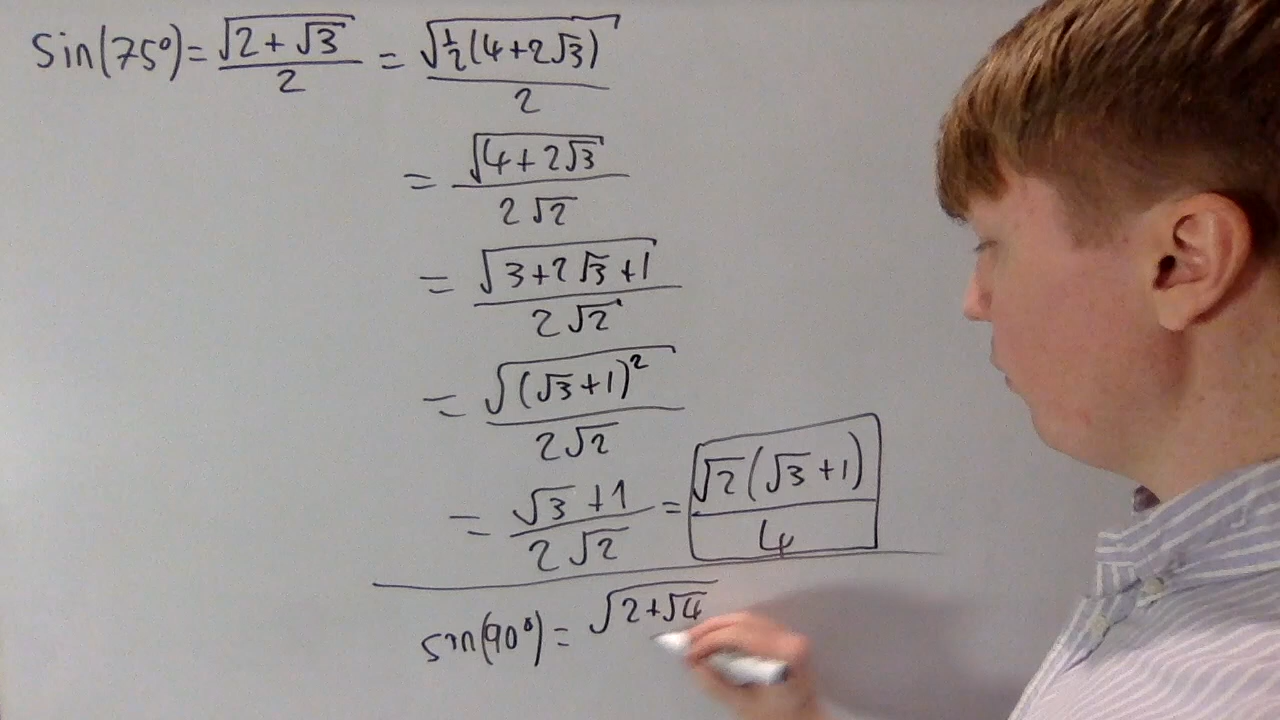 Sin(75°) = √(2 + √3) / 2 = √(½(4+2√3)) / 2
= √(4 + 2√3) / 2√2
= √(3+2√3+1) / 2√2
= √((√3+1)²) / 2√2
= √3 + 1 / 2√2 = √2(√3+1) / 4
sin(90°) = √(2+√4)